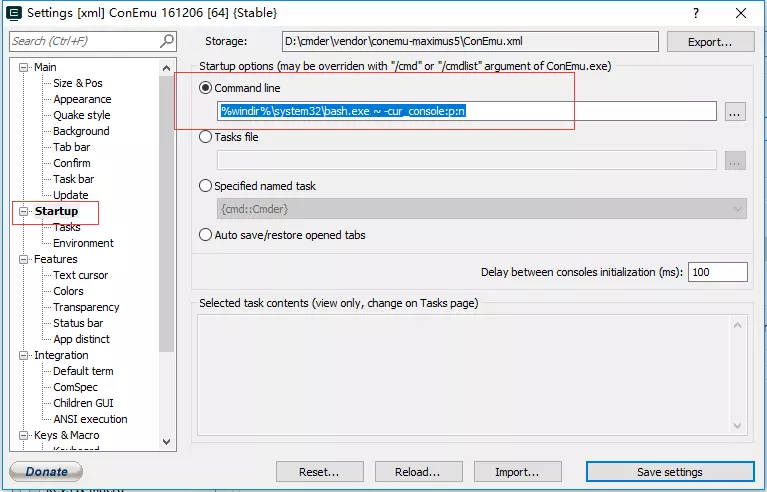 Settings [xml] ConEmu 161206 [64] {Stable}
?
Search (Ctrl+F)
Storage:
D:\cmder\vendor\conemu-maximus5\ConEmu.xml
Export...
Main
Size & Pos
Appearance
Quake style
Background
Tab bar
Confirm
Task bar
Update
Startup
Tasks
Environment
Features
Text cursor
Colors
Transparency
Status bar
App distinct
Integration
Default term
ComSpec
Children GUI
ANSI execution
Keys & Macro
Startup options (may be overriden with "/cmd" or "/cmdlist" argument of ConEmu.exe)
Command line
%windir%\system32\bash.exe ~ -cur_console:p:n
...
Tasks file
...
Specified named task
{cmd::Cmder}
Auto save/restore opened tabs
Delay between consoles initialization (ms):
100
Selected task contents (view only, change on Tasks page)
Donate
Reset...
Reload...
Import...
Save settings